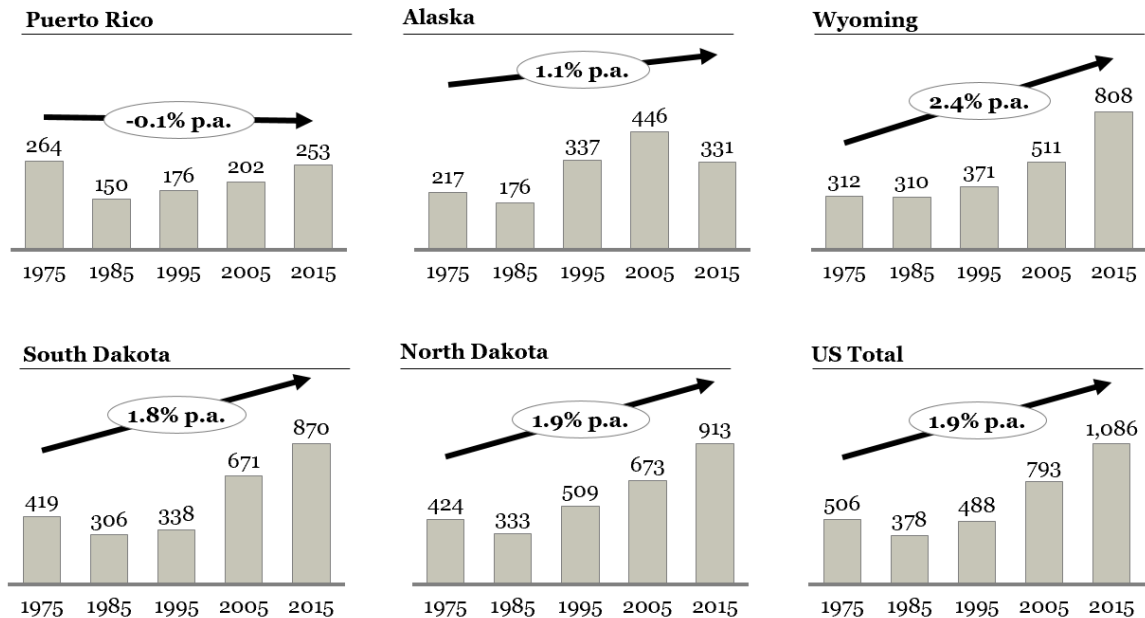 Puerto Rico
-0.1% p.a.
264
150
176
202
253
1975 1985 1995 2005 2015
Alaska
1.1% p.a.
217
176
337
446
331
1975 1985 1995 2005 2015
Wyoming
2.4% p.a.
312
310
371
511
808
1975 1985 1995 2005 2015
South Dakota
1.8% p.a.
419
306
338
671
870
1975 1985 1995 2005 2015
North Dakota
1.9% p.a.
424
333
509
673
913
1975 1985 1995 2005 2015
US Total
1.9% p.a.
506
378
488
793
1,086
1975 1985 1995 2005 2015